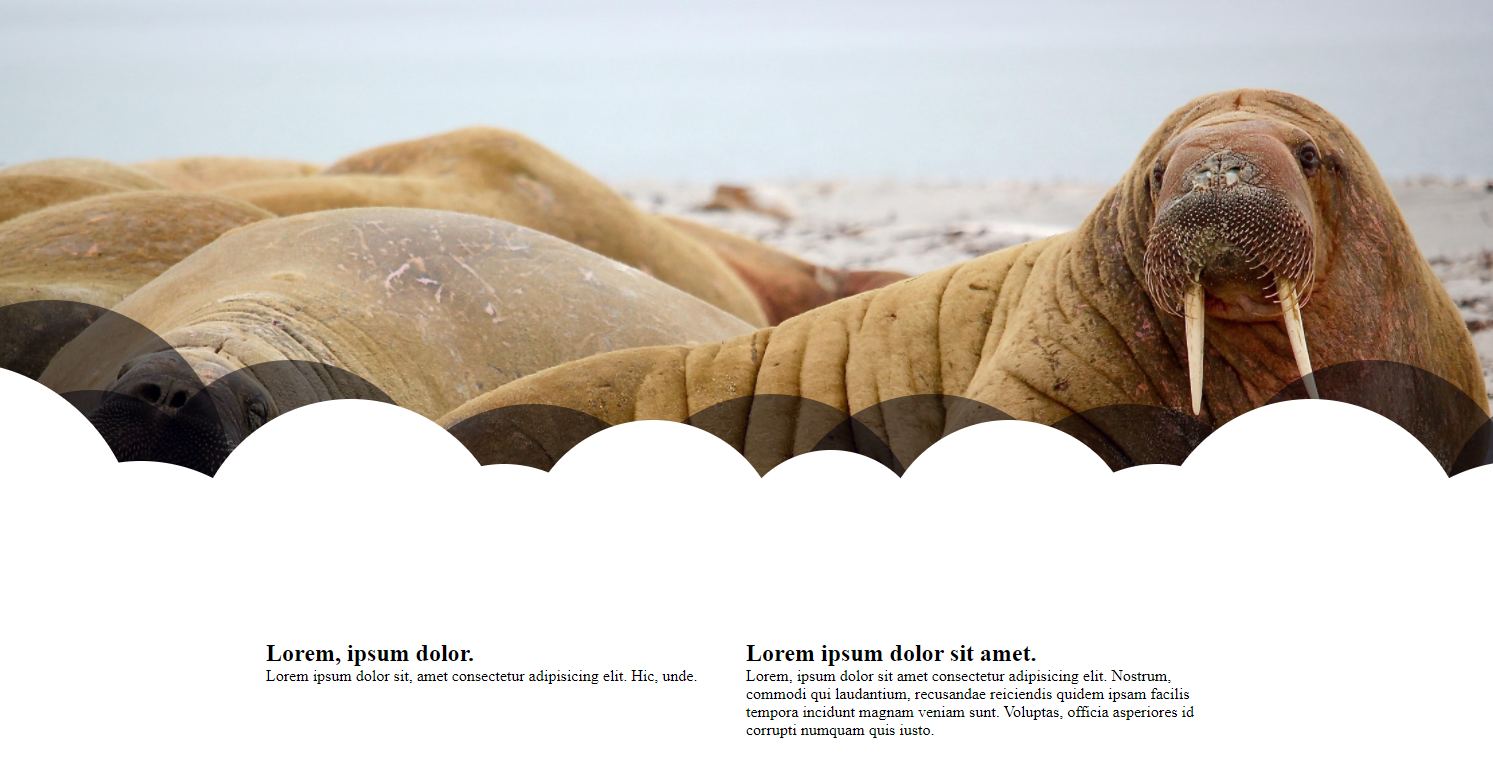 Lorem, ipsum dolor.
Lorem ipsum dolor sit, amet consectetur adipisicing elit. Hic, unde.
Lorem ipsum dolor sit amet.
Lorem, ipsum dolor sit amet consectetur adipisicing elit. Nostrum,
commodi qui laudantium, recusandae reiciendis quidem ipsam facilis
tempora incidunt magnam veniam sunt. Voluptas, officia asperiores id
corrupti numquam quis iusto.